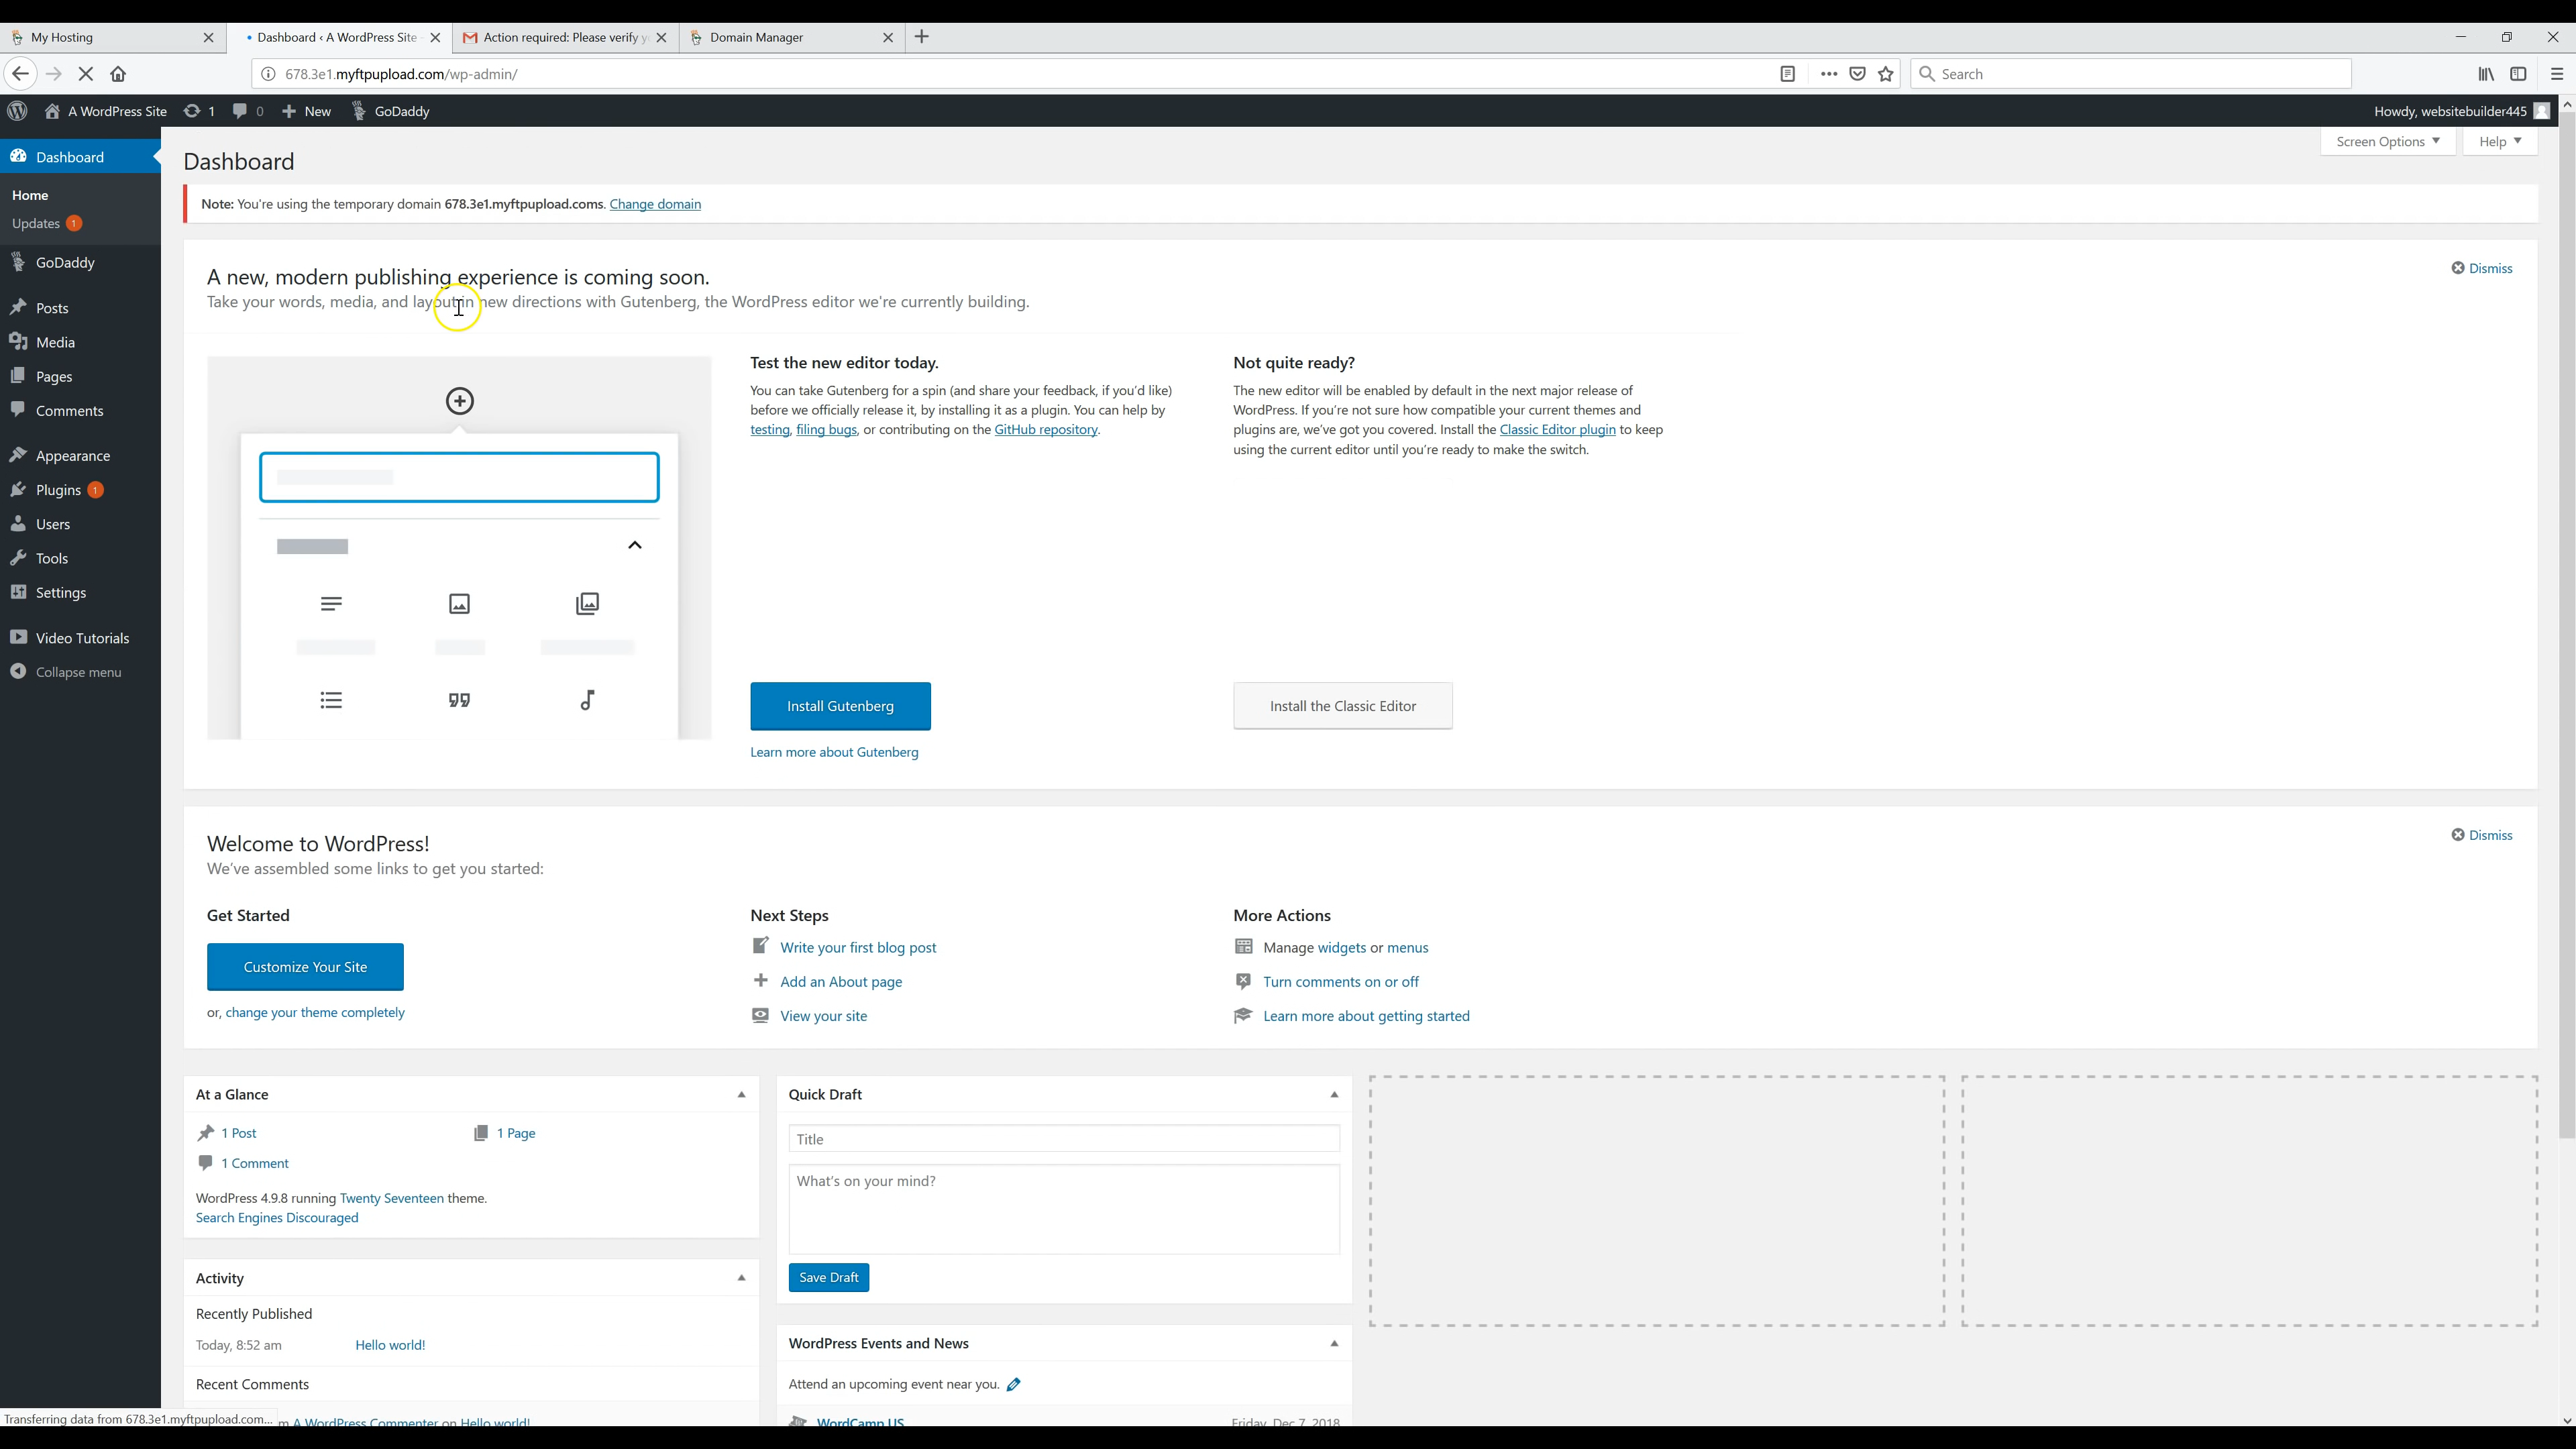 My Hosting
Dashboard ‹ A WordPress Site
Action required: Please verify y
Domain Manager
678.3e1.myftpupload.com/wp-admin/
Search
A WordPress Site
1
0
New
GoDaddy
Howdy, websitebuilder445
Dashboard
Home
Updates 1
GoDaddy
Posts
Media
Pages
Comments
Appearance
Plugins 1
Users
Tools
Settings
Video Tutorials
Collapse menu
Dashboard
Screen Options
Help
Note: You're using the temporary domain 678.3e1.myftpupload.coms. Change domain
A new, modern publishing experience is coming soon.
Dismiss
Take your words, media, and layout in new directions with Gutenberg, the WordPress editor we're currently building.
Test the new editor today.
You can take Gutenberg for a spin (and share your feedback, if you'd like)
before we officially release it, by installing it as a plugin. You can help by
testing, filing bugs, or contributing on the GitHub repository.
Install Gutenberg
Learn more about Gutenberg
Not quite ready?
The new editor will be enabled by default in the next major release of
WordPress. If you're not sure how compatible your current themes and
plugins are, we've got you covered. Install the Classic Editor plugin to keep
using the current editor until you're ready to make the switch.
Install the Classic Editor
Welcome to WordPress!
Dismiss
We've assembled some links to get you started:
Get Started
Customize Your Site
or, change your theme completely
Next Steps
Write your first blog post
Add an About page
View your site
More Actions
Manage widgets or menus
Turn comments on or off
Learn more about getting started
At a Glance
1 Post
1 Page
1 Comment
WordPress 4.9.8 running Twenty Seventeen theme.
Search Engines Discouraged
Activity
Recently Published
Today, 8:52 am
Hello world!
Recent Comments
m A WordPress Commenter on Hello world!
Quick Draft
Title
What's on your mind?
Save Draft
WordPress Events and News
Attend an upcoming event near you.
WordCamp US
Friday, Dec 7, 2018
Transferring data from 678.3e1.myftpupload.com...